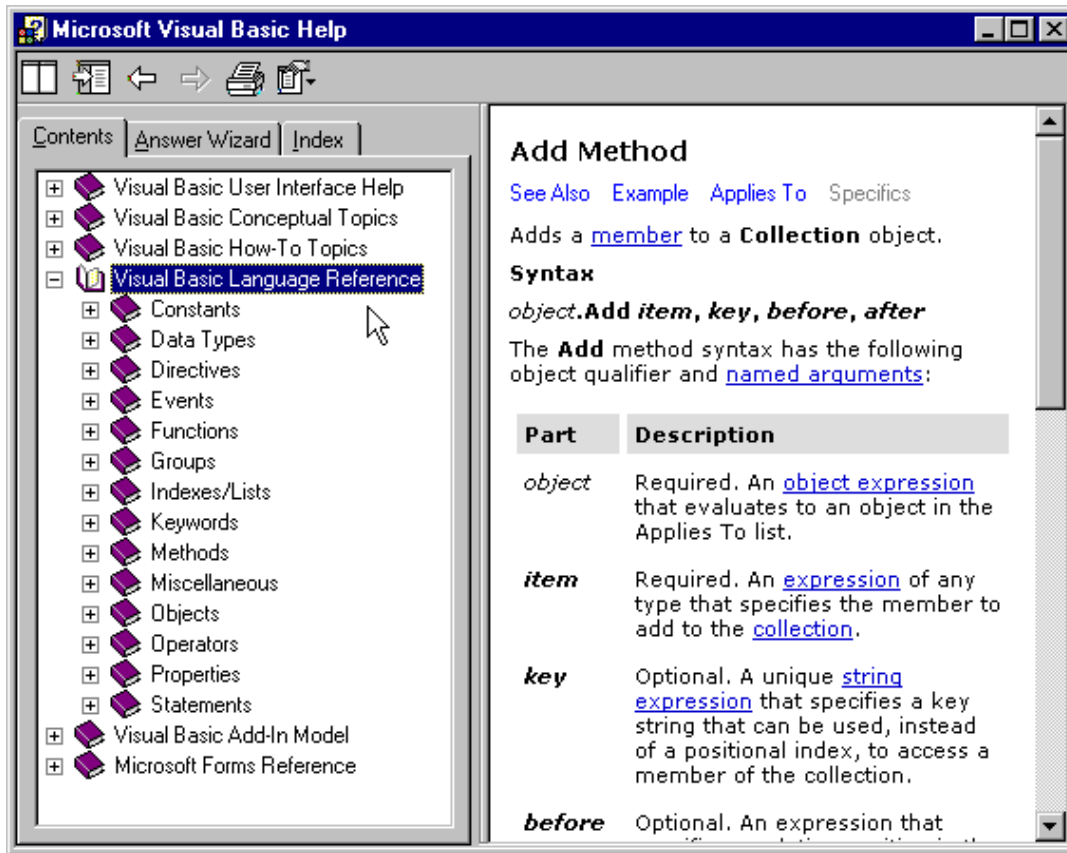 Microsoft Visual Basic Help
Contents
Answer Wizard
Index
Visual Basic User Interface Help
Visual Basic Conceptual Topics
Visual Basic How-To Topics
Visual Basic Language Reference
Constants
Data Types
Directives
Events
Functions
Groups
Indexes/Lists
Keywords
Methods
Miscellaneous
Objects
Operators
Properties
Statements
Visual Basic Add-In Model
Microsoft Forms Reference
Add Method
See Also Example Applies To Specifics
Adds a member to a Collection object.
Syntax
object.Add item, key, before, after
The Add method syntax has the following
object qualifier and named arguments:
Part Description
object Required. An object expression
that evaluates to an object in the
Applies To list.
item Required. An expression of any
type that specifies the member to
add to the collection.
key Optional. A unique string
expression that specifies a key
string that can be used, instead
of a positional index, to access a
member of the collection.
before Optional. An expression that